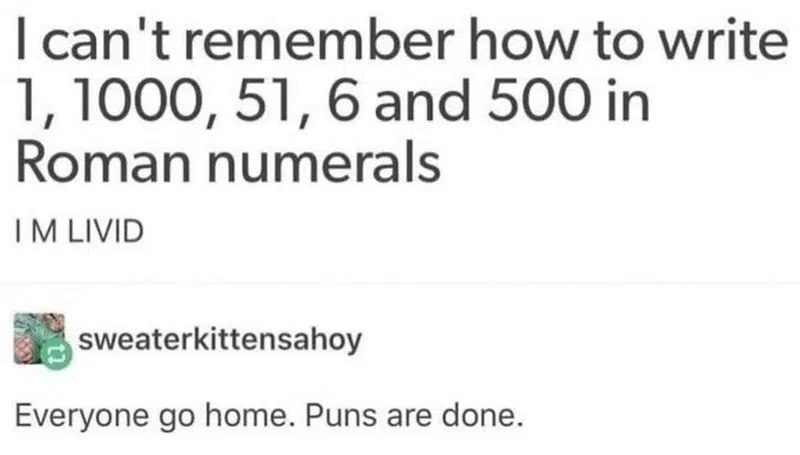 I can't remember how to write
1, 1000, 51, 6 and 500 in
Roman numerals
I M LIVID
sweaterkittensahoy
Everyone go home. Puns are done.